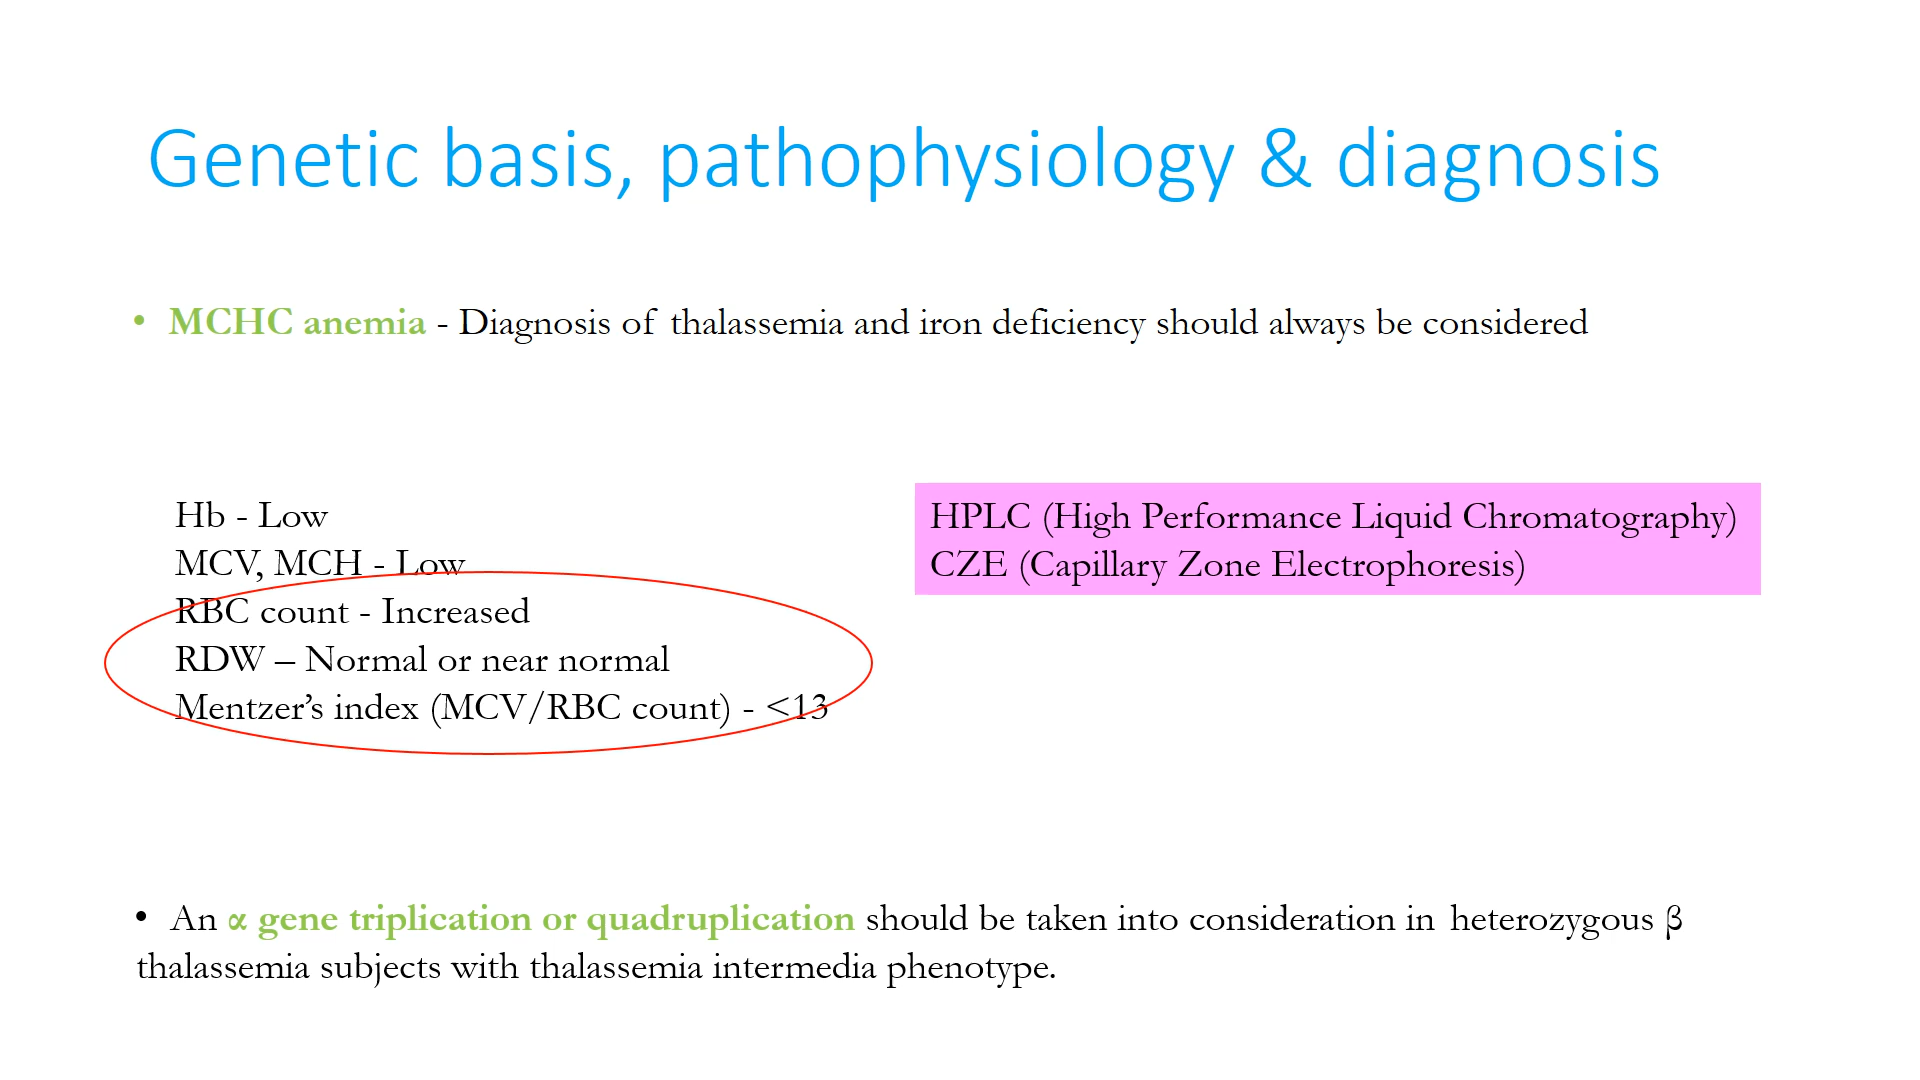 Genetic basis, pathophysiology & diagnosis
• MCHC anemia - Diagnosis of thalassemia and iron deficiency should always be considered
Hb - Low
MCV, MCH - Low
RBC count - Increased
RDW – Normal or near normal
Mentzer’s index (MCV/RBC count) - <13
HPLC (High Performance Liquid Chromatography)
CZE (Capillary Zone Electrophoresis)
• An α gene triplication or quadruplication should be taken into consideration in heterozygous β
thalassemia subjects with thalassemia intermedia phenotype.